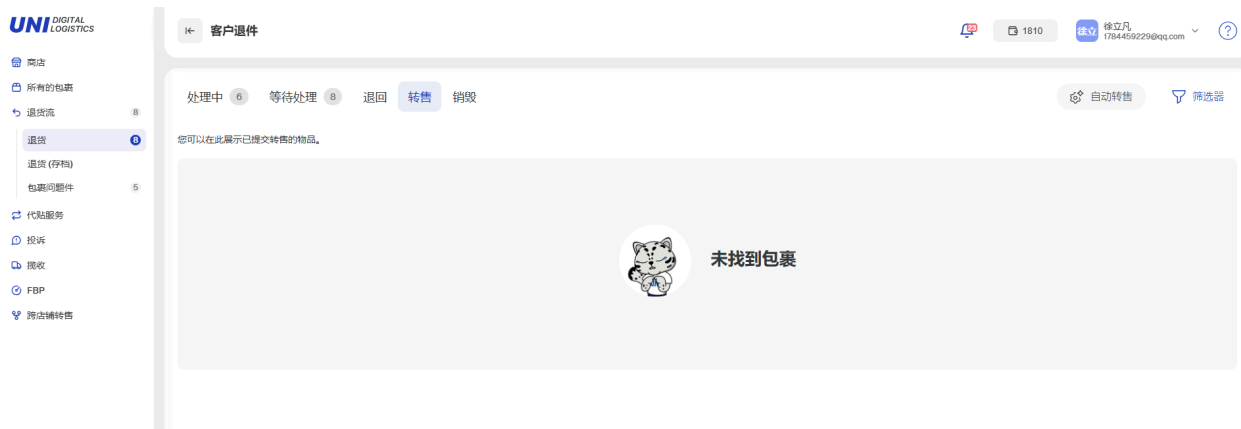 UNI DIGITAL LOGISTICS
客户退件
23
1810
徐立
徐立凡
1784459229@qq.com
?
商店
所有的包裹
退货流 8
退货 8
退货 (存档)
包裹问题件 5
代贴服务
投诉
揽收
FBP
跨店铺转售
处理中 6 等待处理 8 退回 转售 销毁
自动转售 筛选器
您可以在此展示已提交转售的物品。
未找到包裹